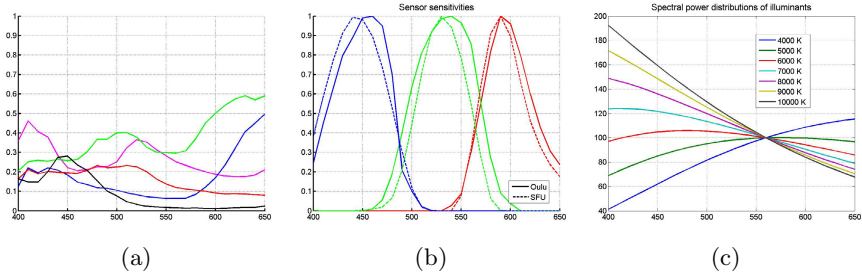 Sensor sensitivities
Spectral power distributions of illuminants
1
0.9
0.8
0.7
0.6
0.5
0.4
0.3
0.2
0.1
0
400 450 500 550 600 650
1
0.9
0.8
0.7
0.6
0.5
0.4
0.3
0.2
0.1
0
400 450 500 550 600 650
Oulu
SFU
200
180
160
140
120
100
80
60
40
400 450 500 550 600 650
4000 K
5000 K
6000 K
7000 K
8000 K
9000 K
10000 K
(a) (b) (c)